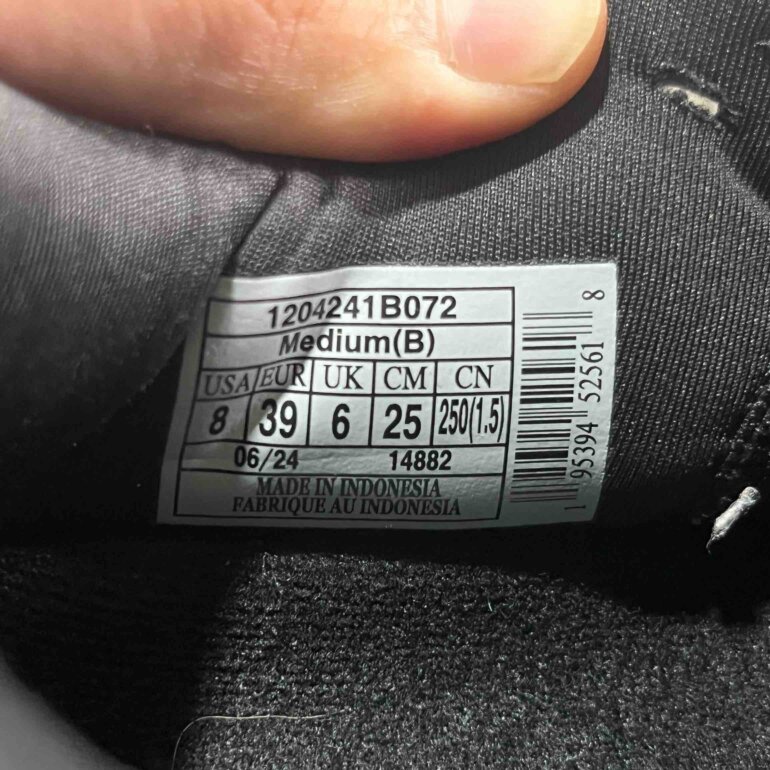 1204241B072
Medium(B)
USA EUR UK CM CN
8 39 6 25 250(1.5)
06/24 14882
MADE IN INDONESIA
FABRIQUE AU INDONESIA
1 95394 52561 8